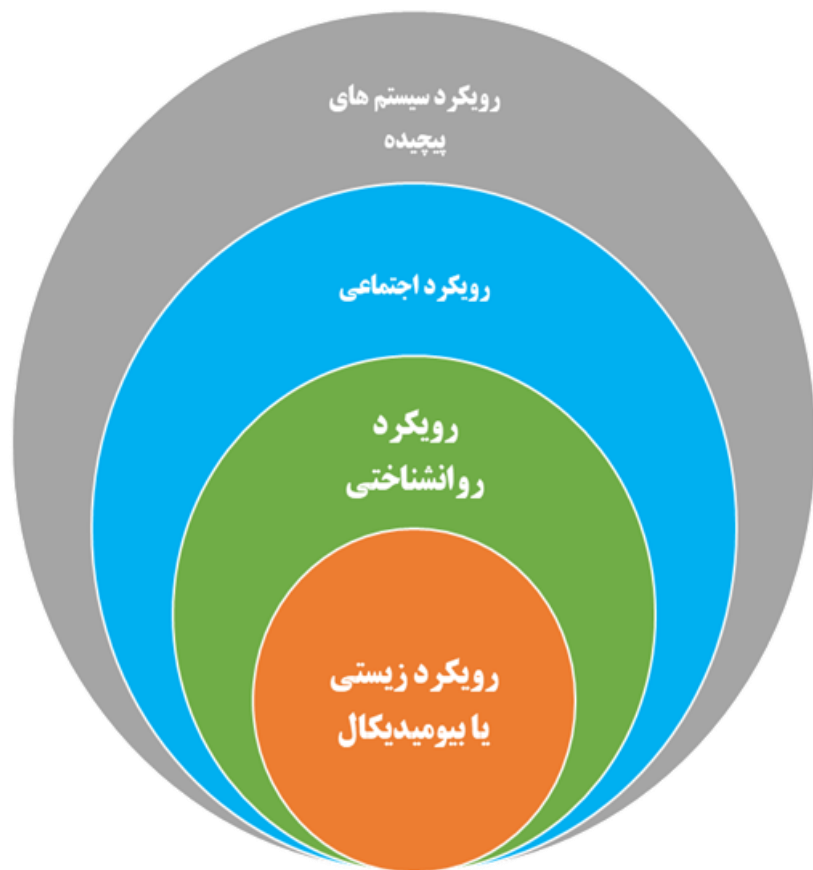 رویکرد سیستم های
پیچیده
رویکرد اجتماعی
رویکرد
روانشناختی
رویکرد زیستی
یا بیومیدیکال